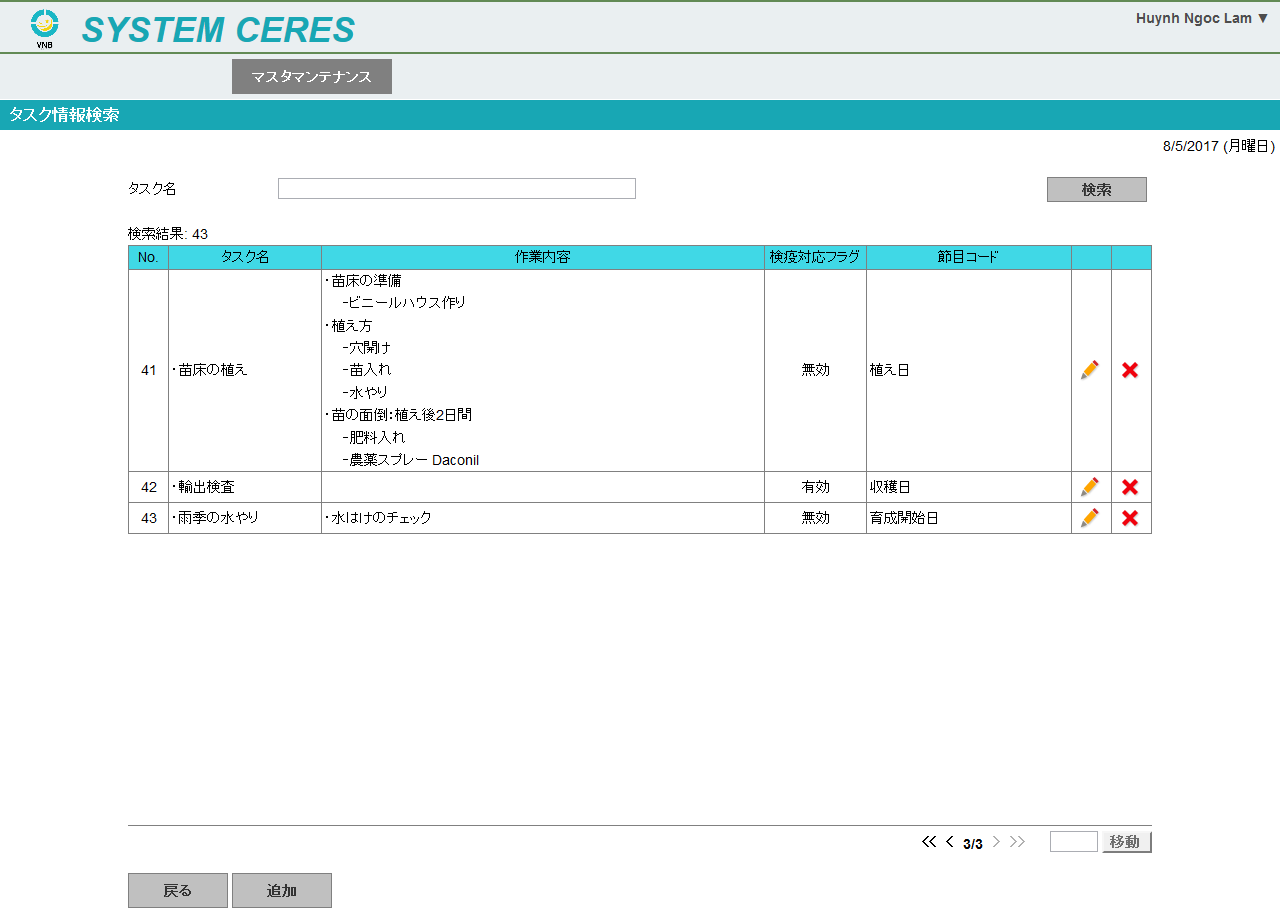 VNB
SYSTEM CERES
Huynh Ngoc Lam ▼
マスタマンテナンス
タスク情報検索
8/5/2017 (月曜日)
タスク名
検索
検索結果: 43
No. タスク名 作業内容 検疫対応フラグ 節目コード
・苗床の準備
-ビニールハウス作り
・植え方
-穴開け
41 ・苗床の植え -苗入れ 無効 植え日
-水やり
・苗の面倒:植え後2日間
-肥料入れ
-農薬スプレー Daconil
42 ・輸出検査 有効 収穫日
43 ・雨季の水やり ・水はけのチェック 無効 育成開始日
<< < 3/3 > >> 移動
戻る 追加